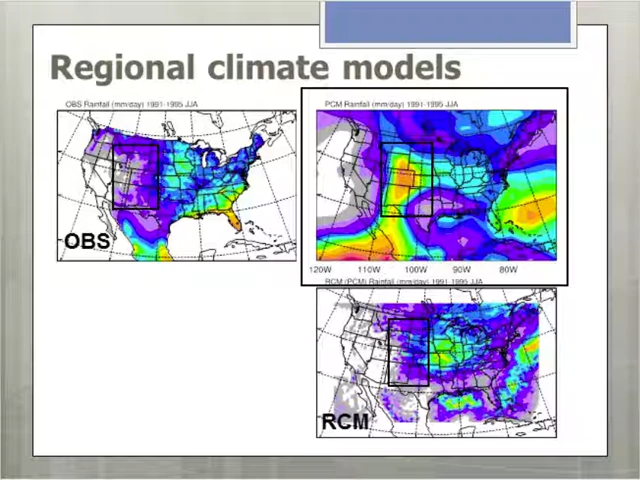 Regional climate models
OBS Rainfall (mm/day) 1991-1995 JJA
PCM Rainfall (mm/day) 1991-1995 JJA
OBS
120W 110W 100W 90W 80W
RCM (PCM) Rainfall (mm/day) 1991-1995 JJA
RCM